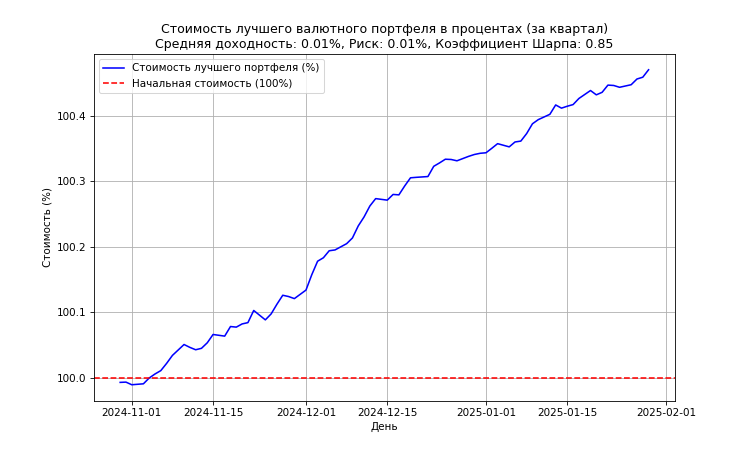 Стоимость лучшего валютного портфеля в процентах (за квартал)
Средняя доходность: 0.01%, Риск: 0.01%, Коэффициент Шарпа: 0.85
Стоимость лучшего портфеля (%)
Начальная стоимость (100%)
Стоимость (%)
100.4
100.3
100.2
100.1
100.0
2024-11-01 2024-11-15 2024-12-01 2024-12-15 2025-01-01 2025-01-15 2025-02-01
День